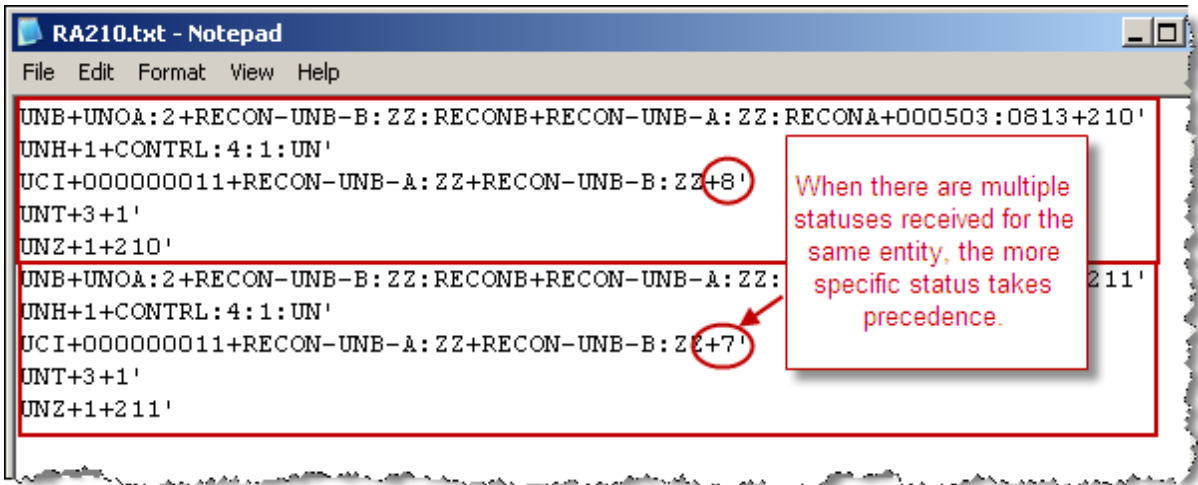 RA210.txt - Notepad
File Edit Format View Help
UNB+UNOA:2+RECON-UNB-B:ZZ:RECONB+RECON-UNB-A:ZZ:RECONA+000503:0813+210'
UNH+1+CONTRL:4:1:UN'
UCI+000000011+RECON-UNB-A:ZZ+RECON-UNB-B:ZZ+8'
UNT+3+1'
UNZ+1+210'
UNB+UNOA:2+RECON-UNB-B:ZZ:RECONB+RECON-UNB-A:ZZ: 211'
UNH+1+CONTRL:4:1:UN'
UCI+000000011+RECON-UNB-A:ZZ+RECON-UNB-B:ZZ+7'
UNT+3+1'
UNZ+1+211'
When there are multiple
statuses received for the
same entity, the more
specific status takes
precedence.